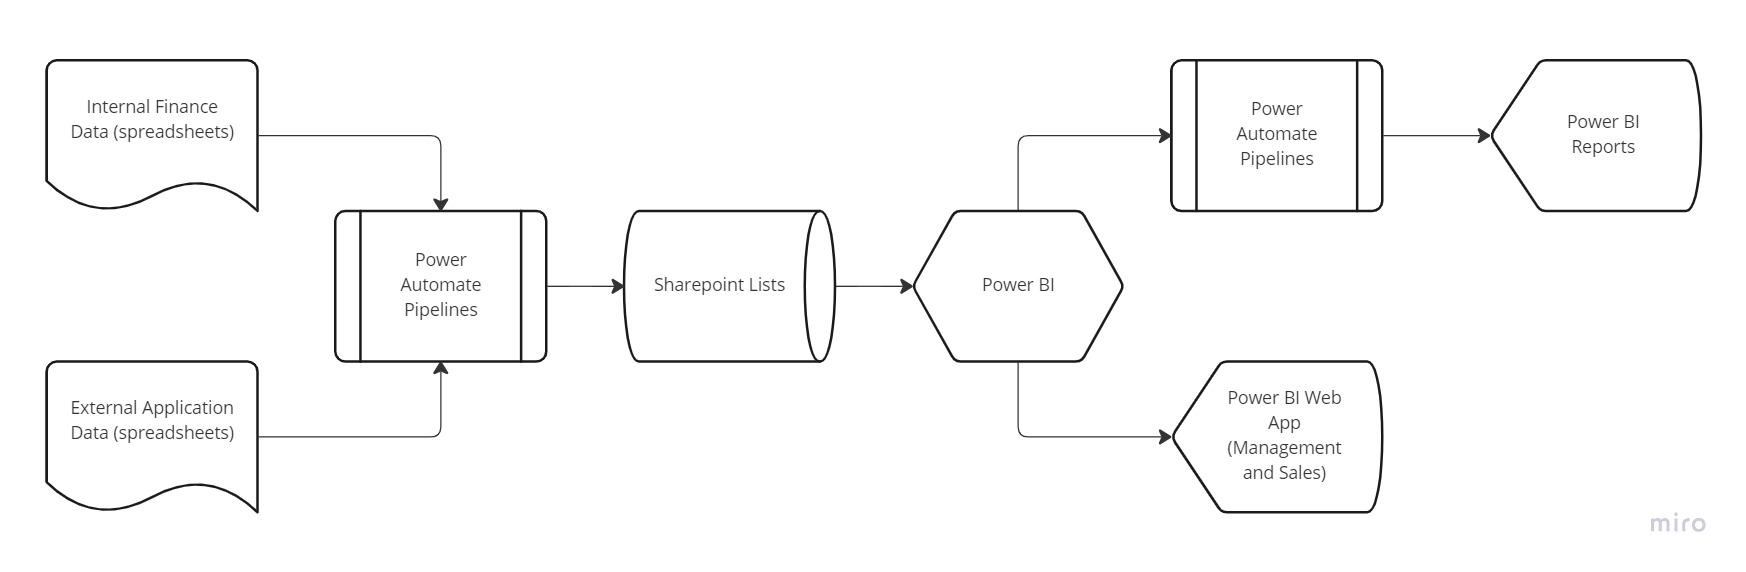 Internal Finance
Data (spreadsheets)
External Application
Data (spreadsheets)
Power
Automate
Pipelines
Sharepoint Lists
Power BI
Power
Automate
Pipelines
Power BI
Reports
Power BI Web
App
(Management
and Sales)
miro